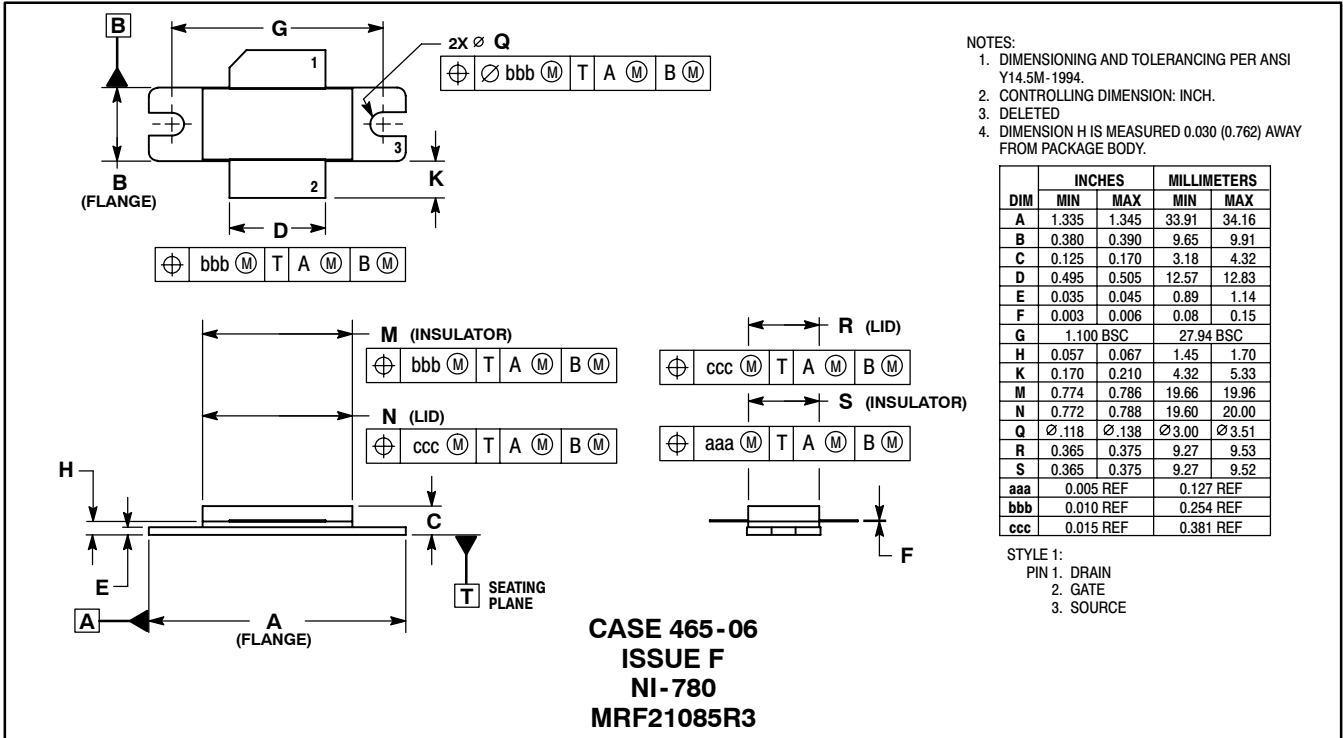 B
G
2X Ø Q
⌖ Ø bbb Ⓜ T A Ⓜ B Ⓜ
1
3
2
B
(FLANGE)
K
D
⌖ bbb Ⓜ T A Ⓜ B Ⓜ
M (INSULATOR)
⌖ bbb Ⓜ T A Ⓜ B Ⓜ
N (LID)
⌖ ccc Ⓜ T A Ⓜ B Ⓜ
R (LID)
⌖ ccc Ⓜ T A Ⓜ B Ⓜ
S (INSULATOR)
⌖ aaa Ⓜ T A Ⓜ B Ⓜ
H
C
E
F
T SEATING
PLANE
A
A
(FLANGE)
NOTES:
1. DIMENSIONING AND TOLERANCING PER ANSI
Y14.5M-1994.
2. CONTROLLING DIMENSION: INCH.
3. DELETED
4. DIMENSION H IS MEASURED 0.030 (0.762) AWAY
FROM PACKAGE BODY.
INCHES MILLIMETERS
DIM MIN MAX MIN MAX
A 1.335 1.345 33.91 34.16
B 0.380 0.390 9.65 9.91
C 0.125 0.170 3.18 4.32
D 0.495 0.505 12.57 12.83
E 0.035 0.045 0.89 1.14
F 0.003 0.006 0.08 0.15
G 1.100 BSC 27.94 BSC
H 0.057 0.067 1.45 1.70
K 0.170 0.210 4.32 5.33
M 0.774 0.786 19.66 19.96
N 0.772 0.788 19.60 20.00
Q Ø.118 Ø.138 Ø3.00 Ø3.51
R 0.365 0.375 9.27 9.53
S 0.365 0.375 9.27 9.52
aaa 0.005 REF 0.127 REF
bbb 0.010 REF 0.254 REF
ccc 0.015 REF 0.381 REF
STYLE 1:
PIN 1. DRAIN
2. GATE
3. SOURCE
CASE 465-06
ISSUE F
NI-780
MRF21085R3